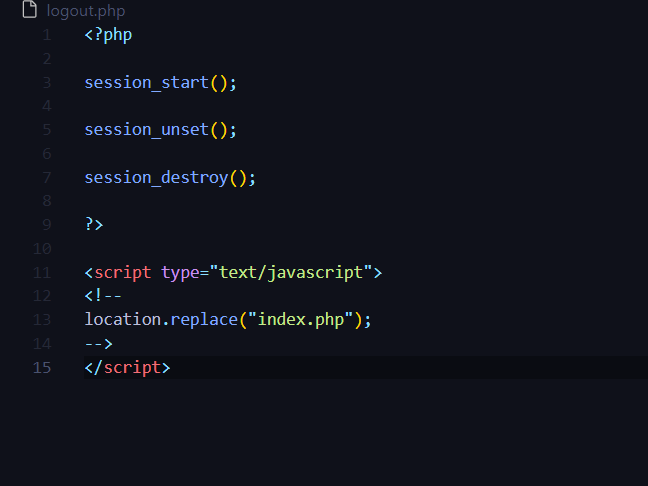 logout.php
1 <?php
2
3 session_start();
4
5 session_unset();
6
7 session_destroy();
8
9 ?>
10
11 <script type="text/javascript">
12 <!--
13 location.replace("index.php");
14 -->
15 </script>